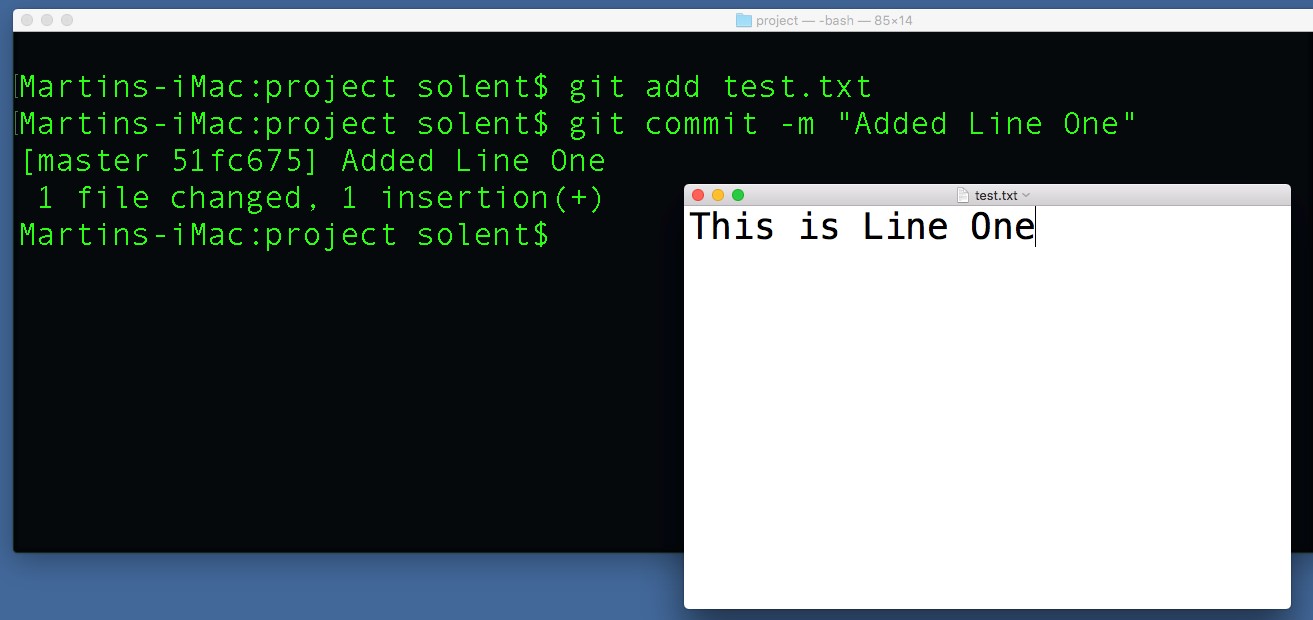 project — -bash — 85×14
Martins-iMac:project solent$ git add test.txt
Martins-iMac:project solent$ git commit -m "Added Line One"
[master 51fc675] Added Line One
 1 file changed, 1 insertion(+)
Martins-iMac:project solent$
test.txt
This is Line One